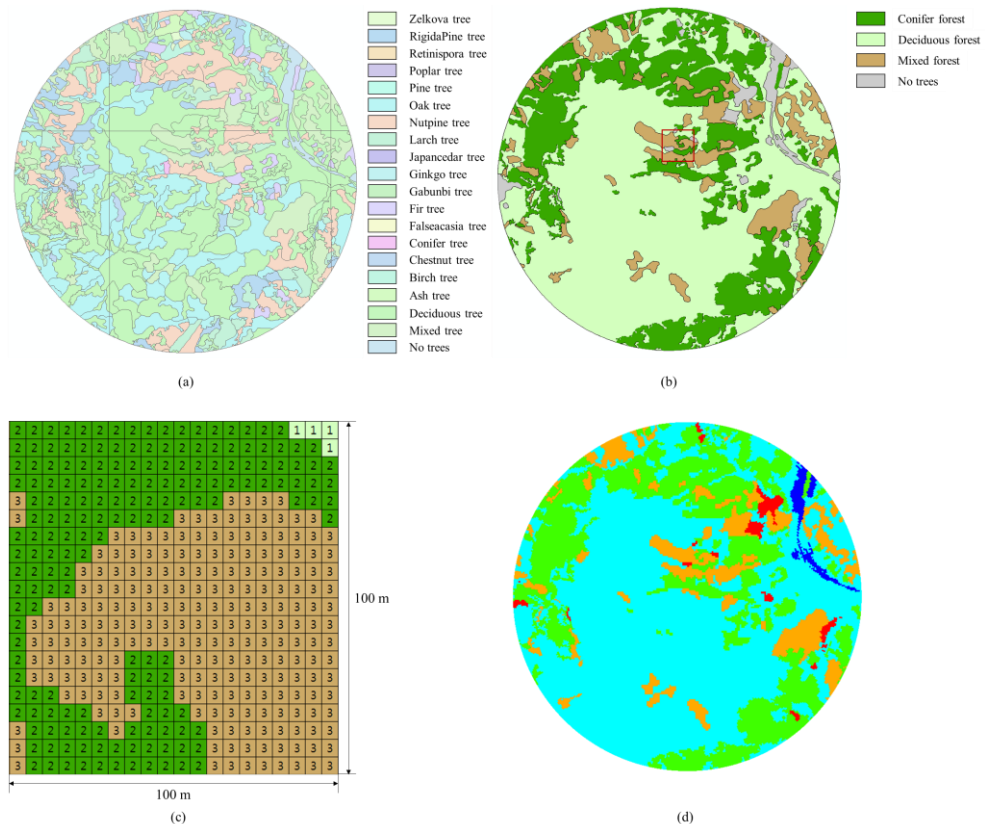 Zelkova tree
RigidaPine tree
Retinispora tree
Poplar tree
Pine tree
Oak tree
Nutpine tree
Larch tree
Japancedar tree
Ginkgo tree
Gabunbi tree
Fir tree
Falseacasia tree
Conifer tree
Chestnut tree
Birch tree
Ash tree
Deciduous tree
Mixed tree
No trees
(a)
Conifer forest
Deciduous forest
Mixed forest
No trees
(b)
2 2 2 2 2 2 2 2 2 2 2 2 2 2 2 2 2 1 1 1
2 2 2 2 2 2 2 2 2 2 2 2 2 2 2 2 2 2 2 1
2 2 2 2 2 2 2 2 2 2 2 2 2 2 2 2 2 2 2 2
2 2 2 2 2 2 2 2 2 2 2 2 2 2 2 2 2 2 2 2
3 2 2 2 2 2 2 2 2 2 2 2 2 3 3 3 3 2 2 2
3 2 2 2 2 2 2 2 2 2 3 3 3 3 3 3 3 3 3 2
2 2 2 2 2 2 3 3 3 3 3 3 3 3 3 3 3 3 3 3
2 2 2 2 2 3 3 3 3 3 3 3 3 3 3 3 3 3 3 3
2 2 2 2 3 3 3 3 3 3 3 3 3 3 3 3 3 3 3 3
2 2 2 2 3 3 3 3 3 3 3 3 3 3 3 3 3 3 3 3
2 2 3 3 3 3 3 3 3 3 3 3 3 3 3 3 3 3 3 3
2 3 3 3 3 3 3 3 3 3 3 3 3 3 3 3 3 3 3 3
2 3 3 3 3 3 3 3 3 3 3 3 3 3 3 3 3 3 3 3
2 3 3 3 3 3 3 2 2 2 3 3 3 3 3 3 3 3 3 3
2 3 3 3 3 3 3 2 2 2 3 3 3 3 3 3 3 3 3 3
2 2 2 3 3 3 3 2 2 2 3 3 3 3 3 3 3 3 3 3
2 2 2 2 2 3 3 3 2 2 2 3 3 3 3 3 3 3 3 3
3 2 2 2 2 2 3 2 2 2 2 2 3 3 3 3 3 3 3 3
3 2 2 2 2 2 2 2 2 2 2 2 3 3 3 3 3 3 3 3
3 2 2 2 2 2 2 2 2 2 2 2 3 3 3 3 3 3 3 3
100 m
100 m
(c)
(d)